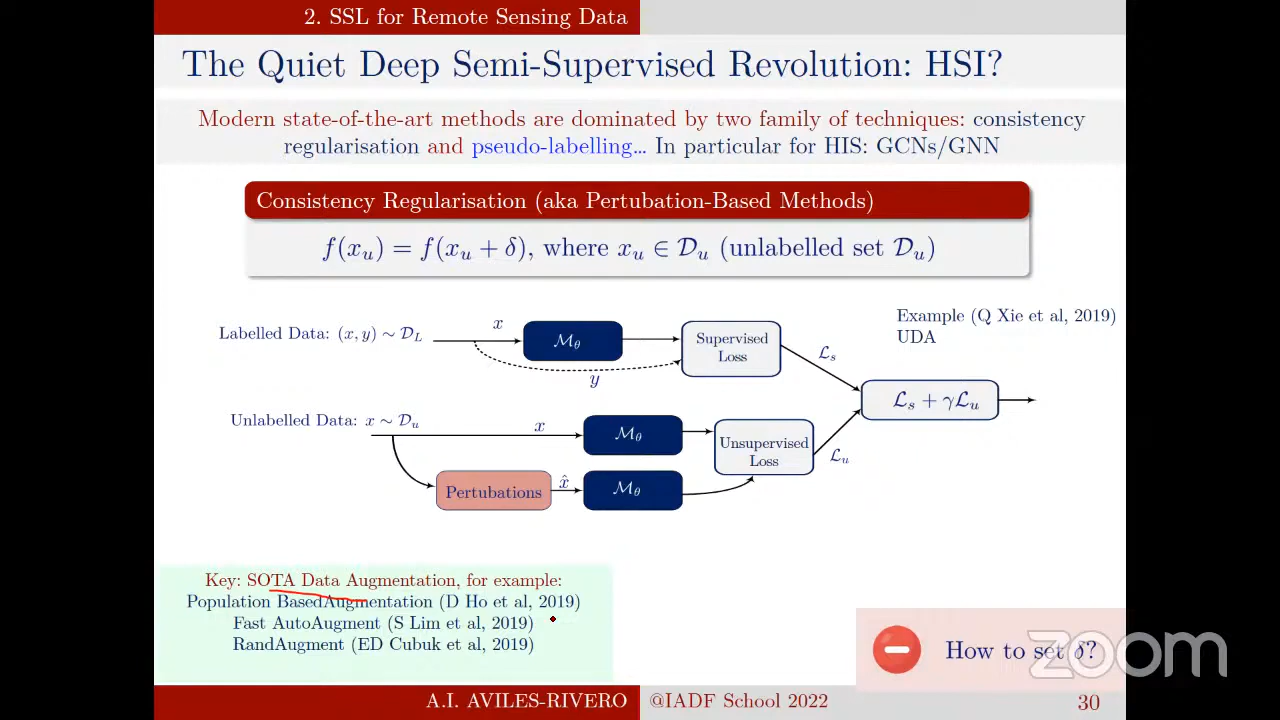 2. SSL for Remote Sensing Data
The Quiet Deep Semi-Supervised Revolution: HSI?
Modern state-of-the-art methods are dominated by two family of techniques: consistency
regularisation and pseudo-labelling... In particular for HIS: GCNs/GNN
Consistency Regularisation (aka Pertubation-Based Methods)
f(x_u) = f(x_u + δ), where x_u ∈ D_u (unlabelled set D_u)
Example (Q Xie et al, 2019)
UDA
Labelled Data: (x, y) ∼ D_L
x
M_θ
y
Supervised
Loss
L_s
L_s + γL_u
Unlabelled Data: x ∼ D_u
x
M_θ
Unsupervised
Loss
L_u
Pertubations
x̂
M_θ
Key: SOTA Data Augmentation, for example:
Population BasedAugmentation (D Ho et al, 2019)
Fast AutoAugment (S Lim et al, 2019)
RandAugment (ED Cubuk et al, 2019)
How to set δ?
zoom
A.I. AVILES-RIVERO
@IADF School 2022
30